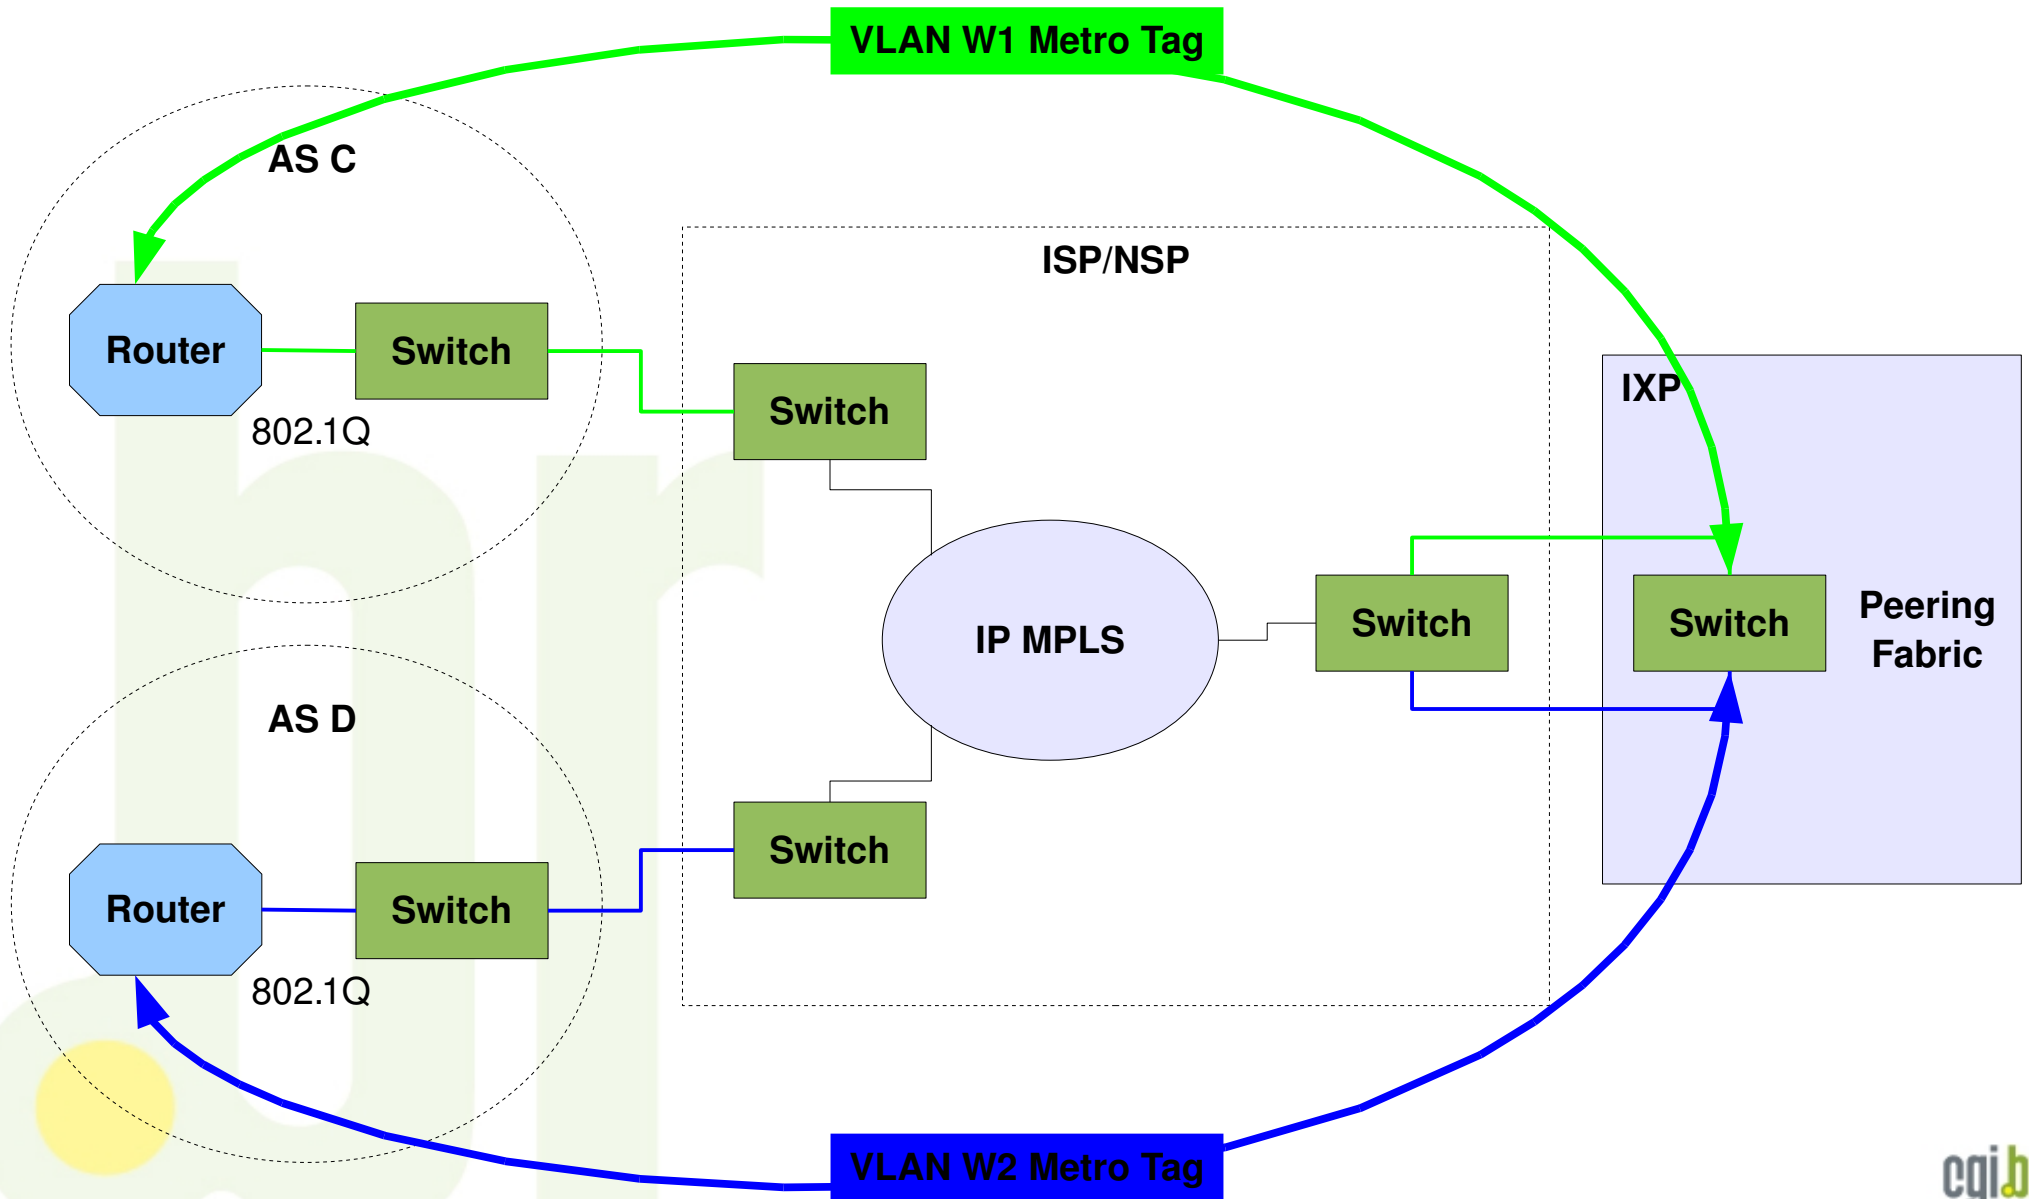 VLAN W1 Metro Tag
AS C
ISP/NSP
Router
Switch
Switch
IXP
802.1Q
IP MPLS
Switch
Switch
Peering
Fabric
AS D
Switch
Router
Switch
802.1Q
VLAN W2 Metro Tag
cgi.b